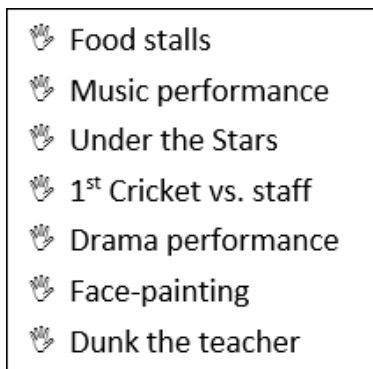 Food stalls
Music performance
Under the Stars
1st Cricket vs. staff
Drama performance
Face-painting
Dunk the teacher